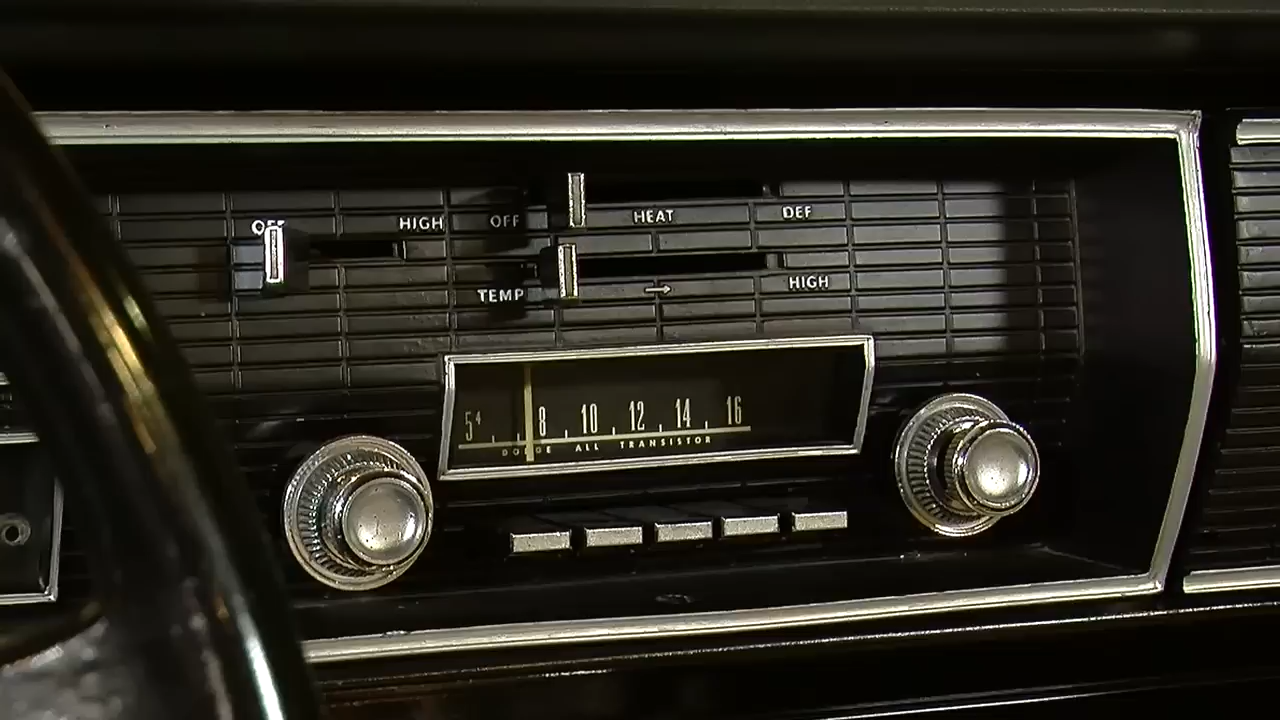 OFF HIGH OFF HEAT DEF
TEMP → HIGH
54 8 10 12 14 16
DODGE ALL TRANSISTOR